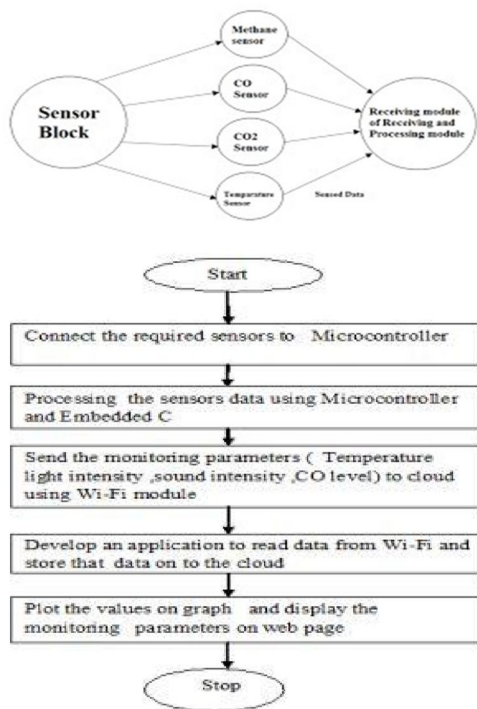 Methane
sensor
CO
Sensor
Sensor
Block
CO2
Sensor
Receiving module
of Receiving and
Processing module
Temparature
Sensor
Sensed Data
Start
Connect the required sensors to Microcontroller
Processing the sensors data using Microcontroller
and Embedded C
Send the monitoring parameters ( Temperature
light intensity ,sound intensity ,CO level) to cloud
using Wi-Fi module
Develop an application to read data from Wi-Fi and
store that data on to the cloud
Plot the values on graph and display the
monitoring parameters on web page
Stop